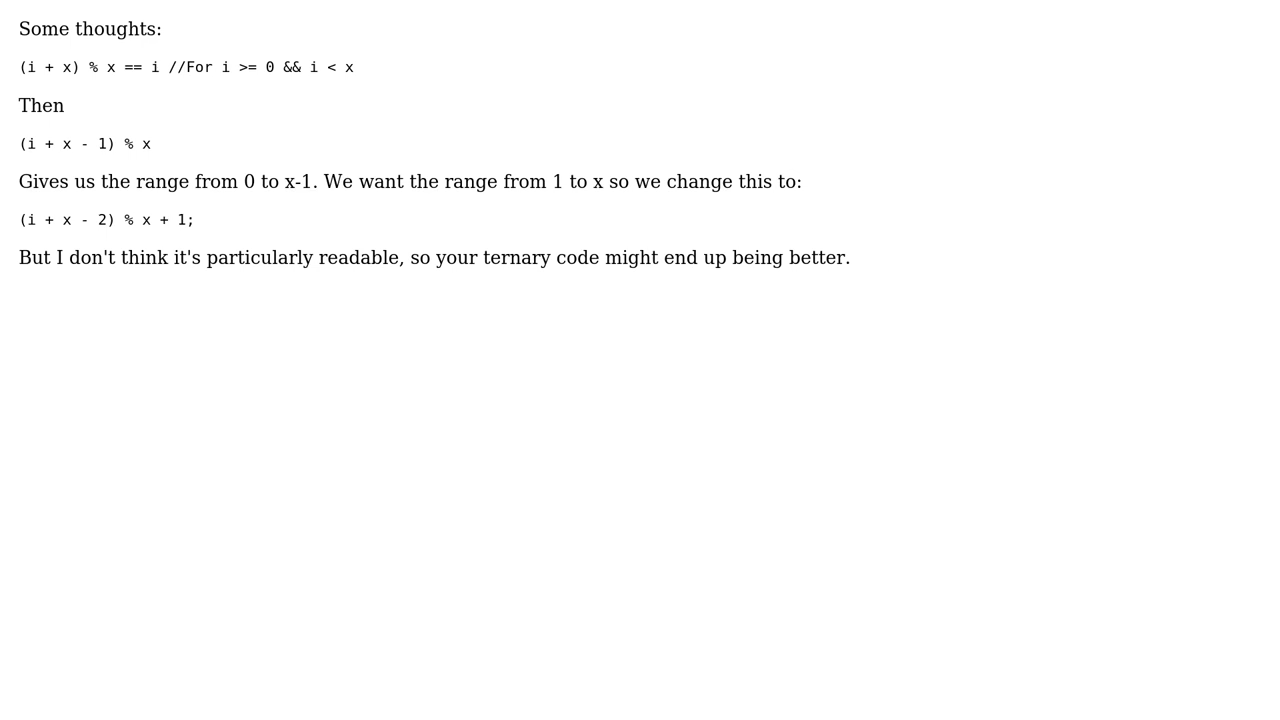 Some thoughts:
(i + x) % x == i //For i >= 0 && i < x
Then
(i + x - 1) % x
Gives us the range from 0 to x-1. We want the range from 1 to x so we change this to:
(i + x - 2) % x + 1;
But I don't think it's particularly readable, so your ternary code might end up being better.